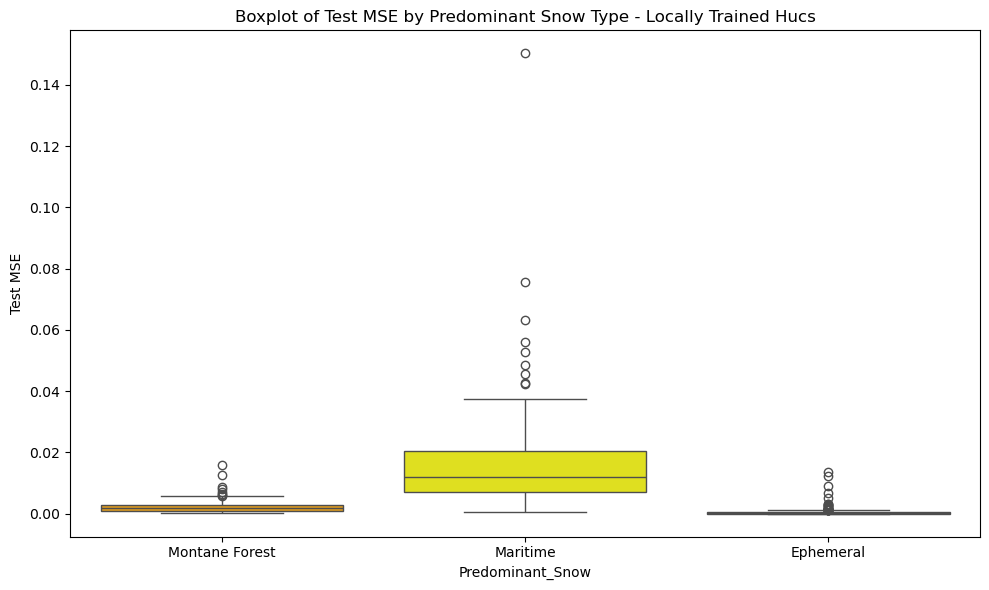 Boxplot of Test MSE by Predominant Snow Type - Locally Trained Hucs
Test MSE
0.14
0.12
0.10
0.08
0.06
0.04
0.02
0.00
Montane Forest
Maritime
Ephemeral
Predominant_Snow